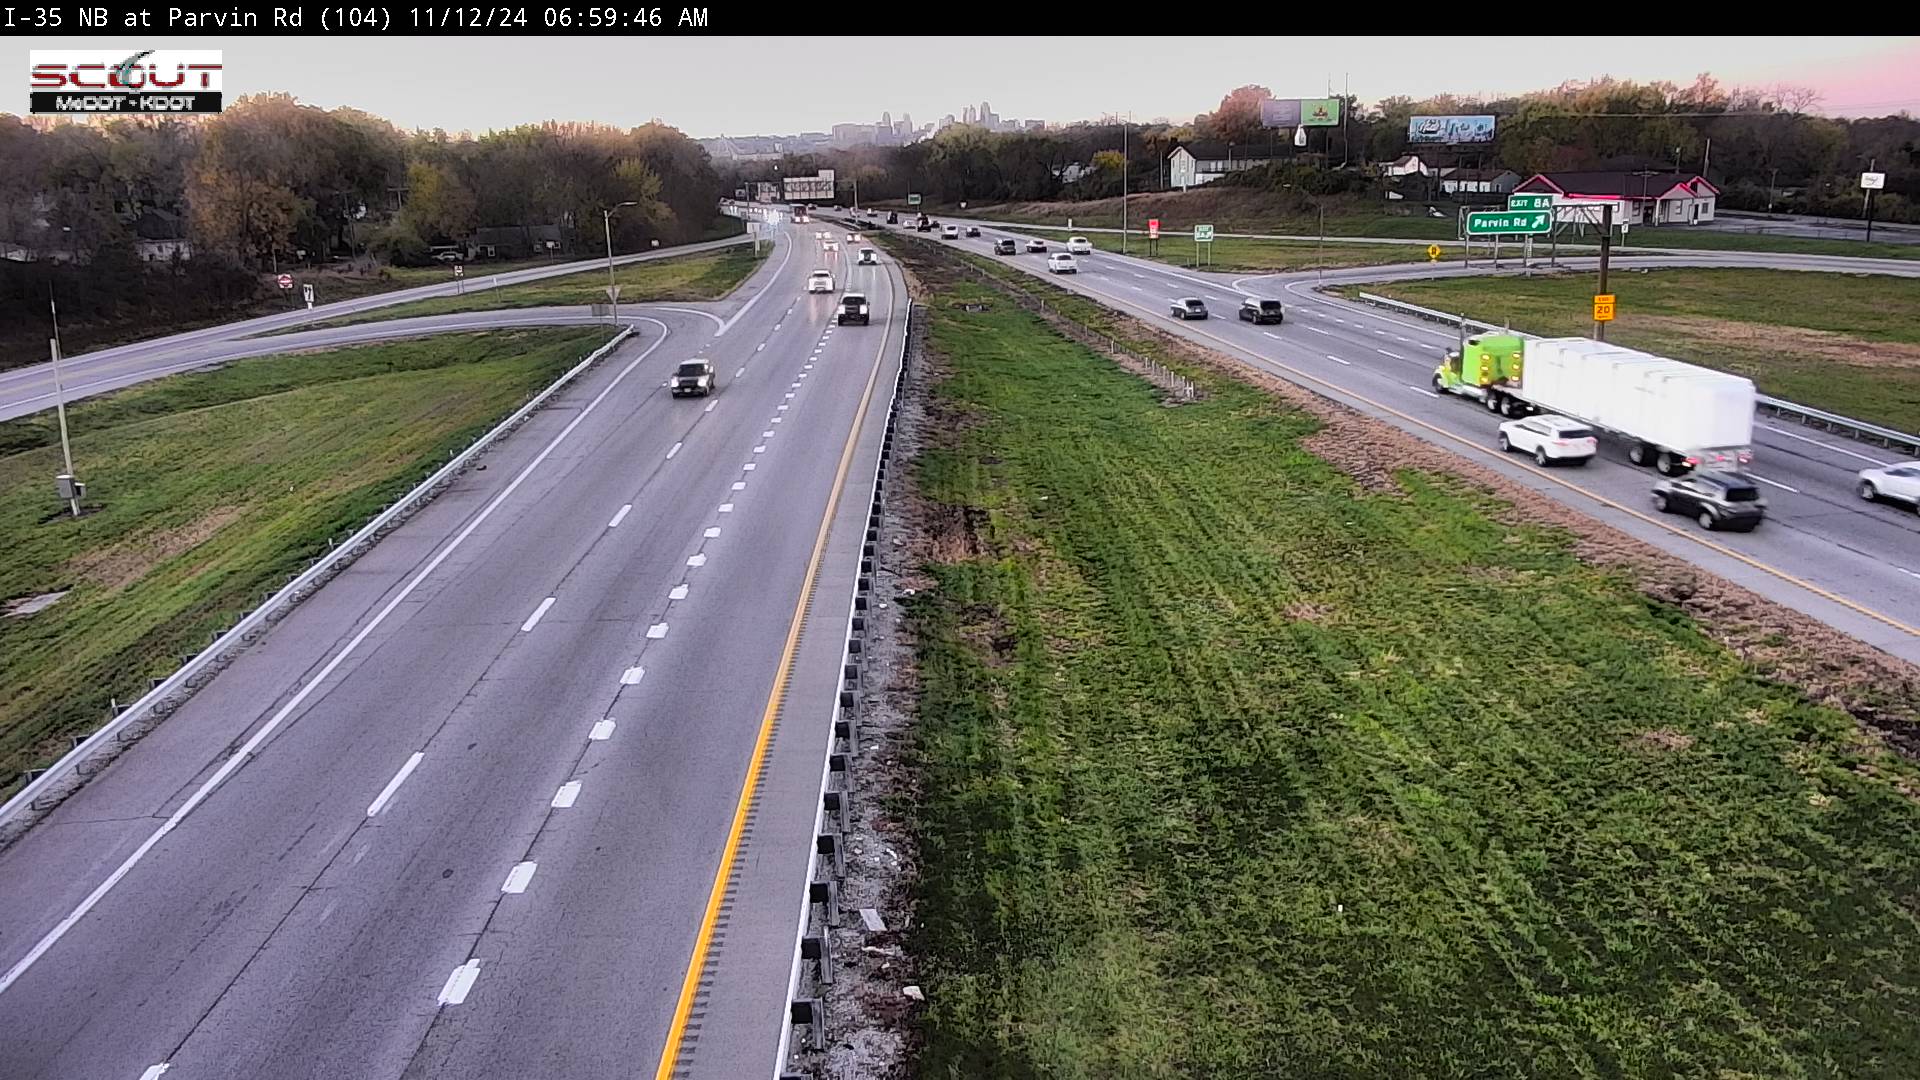 I-35 NB at Parvin Rd (104) 11/12/24 06:59:46 AM
SCOUT
MoDOT - KDOT
EXIT 8A
Parvin Rd
20